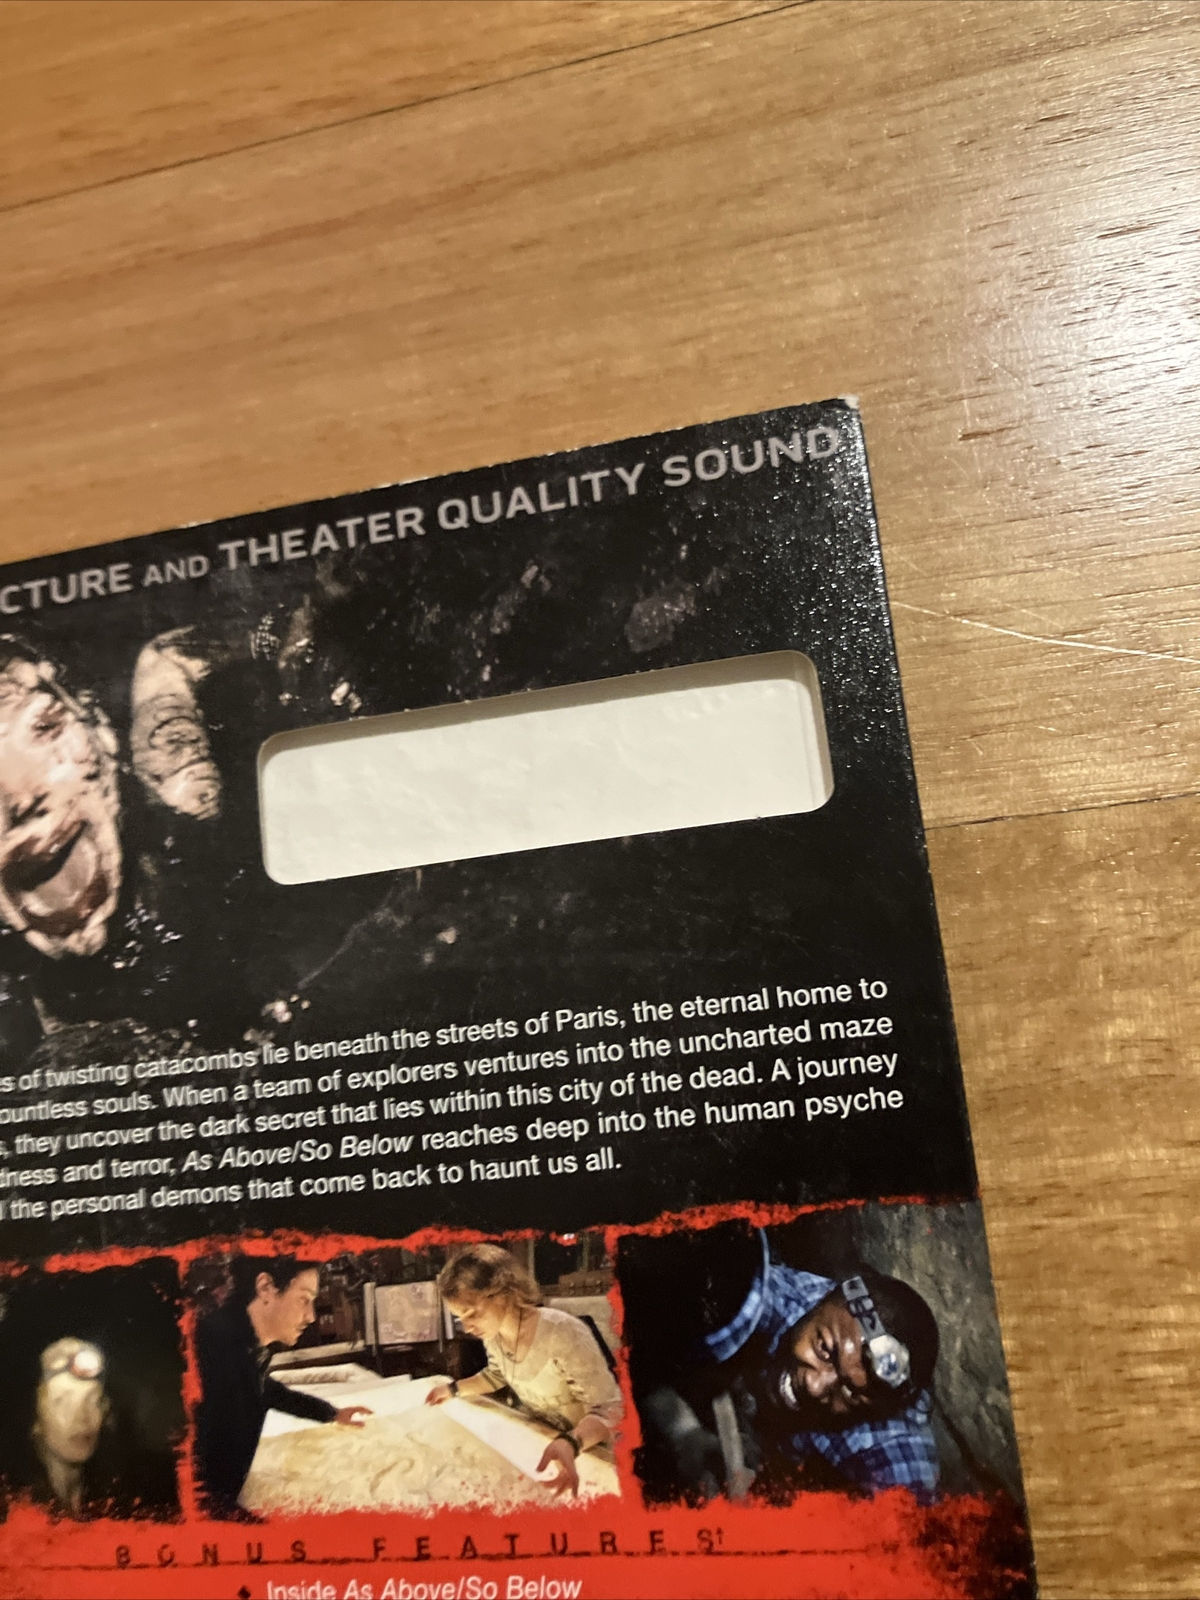 CTURE AND THEATER QUALITY SOUND
s of twisting catacombs lie beneath the streets of Paris, the eternal home to
ountless souls. When a team of explorers ventures into the uncharted maze
, they uncover the dark secret that lies within this city of the dead. A journey
dness and terror, As Above/So Below reaches deep into the human psyche
the personal demons that come back to haunt us all.
BONUS FEATURES†
♦ Inside As Above/So Below